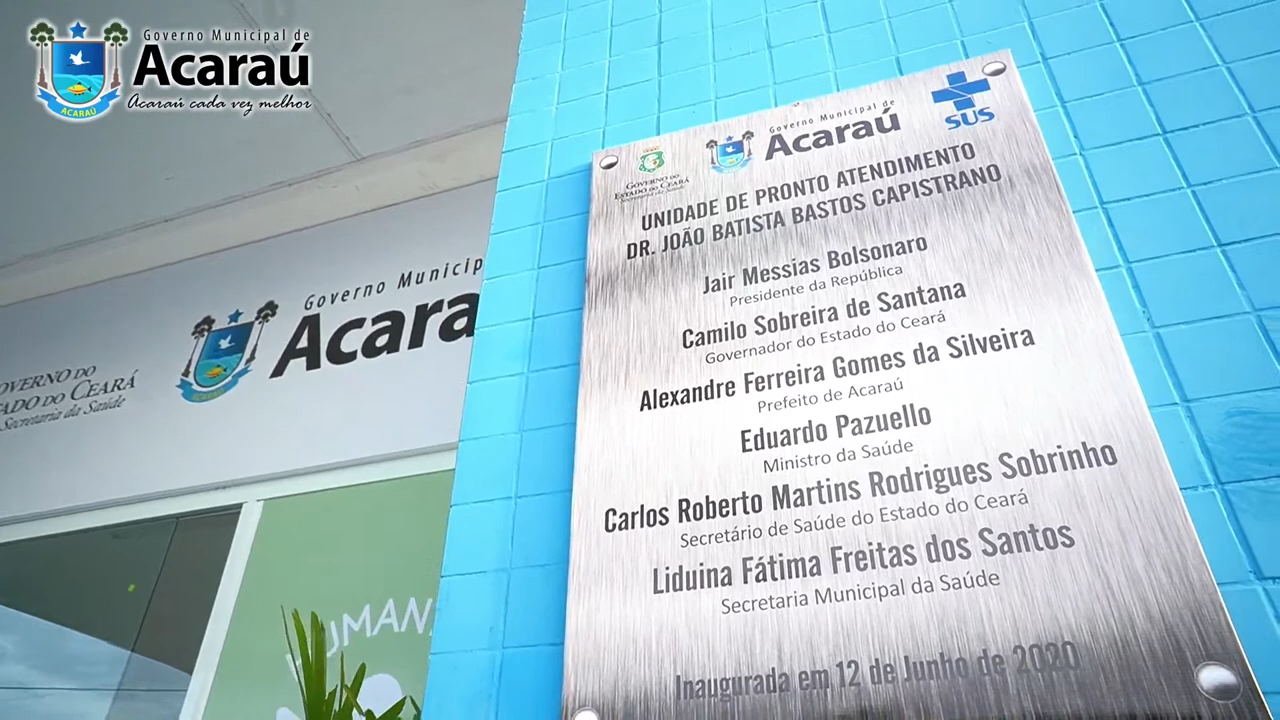 Governo Municipal de
Acaraú
Acaraú cada vez melhor
ACARAÚ
GOVERNO DO
ESTADO DO CEARÁ
Secretaria da Saúde
Governo Municipal de
Acaraú
SUS
UNIDADE DE PRONTO ATENDIMENTO
DR. JOÃO BATISTA BASTOS CAPISTRANO
Jair Messias Bolsonaro
Presidente da República
Camilo Sobreira de Santana
Governador do Estado do Ceará
Alexandre Ferreira Gomes da Silveira
Prefeito de Acaraú
Eduardo Pazuello
Ministro da Saúde
Carlos Roberto Martins Rodrigues Sobrinho
Secretário de Saúde do Estado do Ceará
Liduina Fátima Freitas dos Santos
Secretaria Municipal da Saúde
Inaugurada em 12 de Junho de 2020
OVERNO DO
ADO DO CEARÁ
Secretaria da Saúde
ACARAÚ
Governo Municip
Acara
UMAN